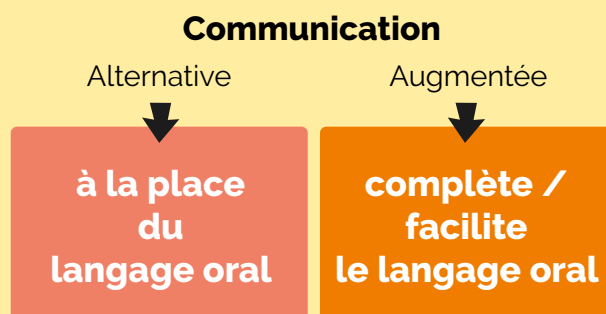 Communication
Alternative
Augmentée
à la place
du
langage oral
complète /
facilite
le langage oral